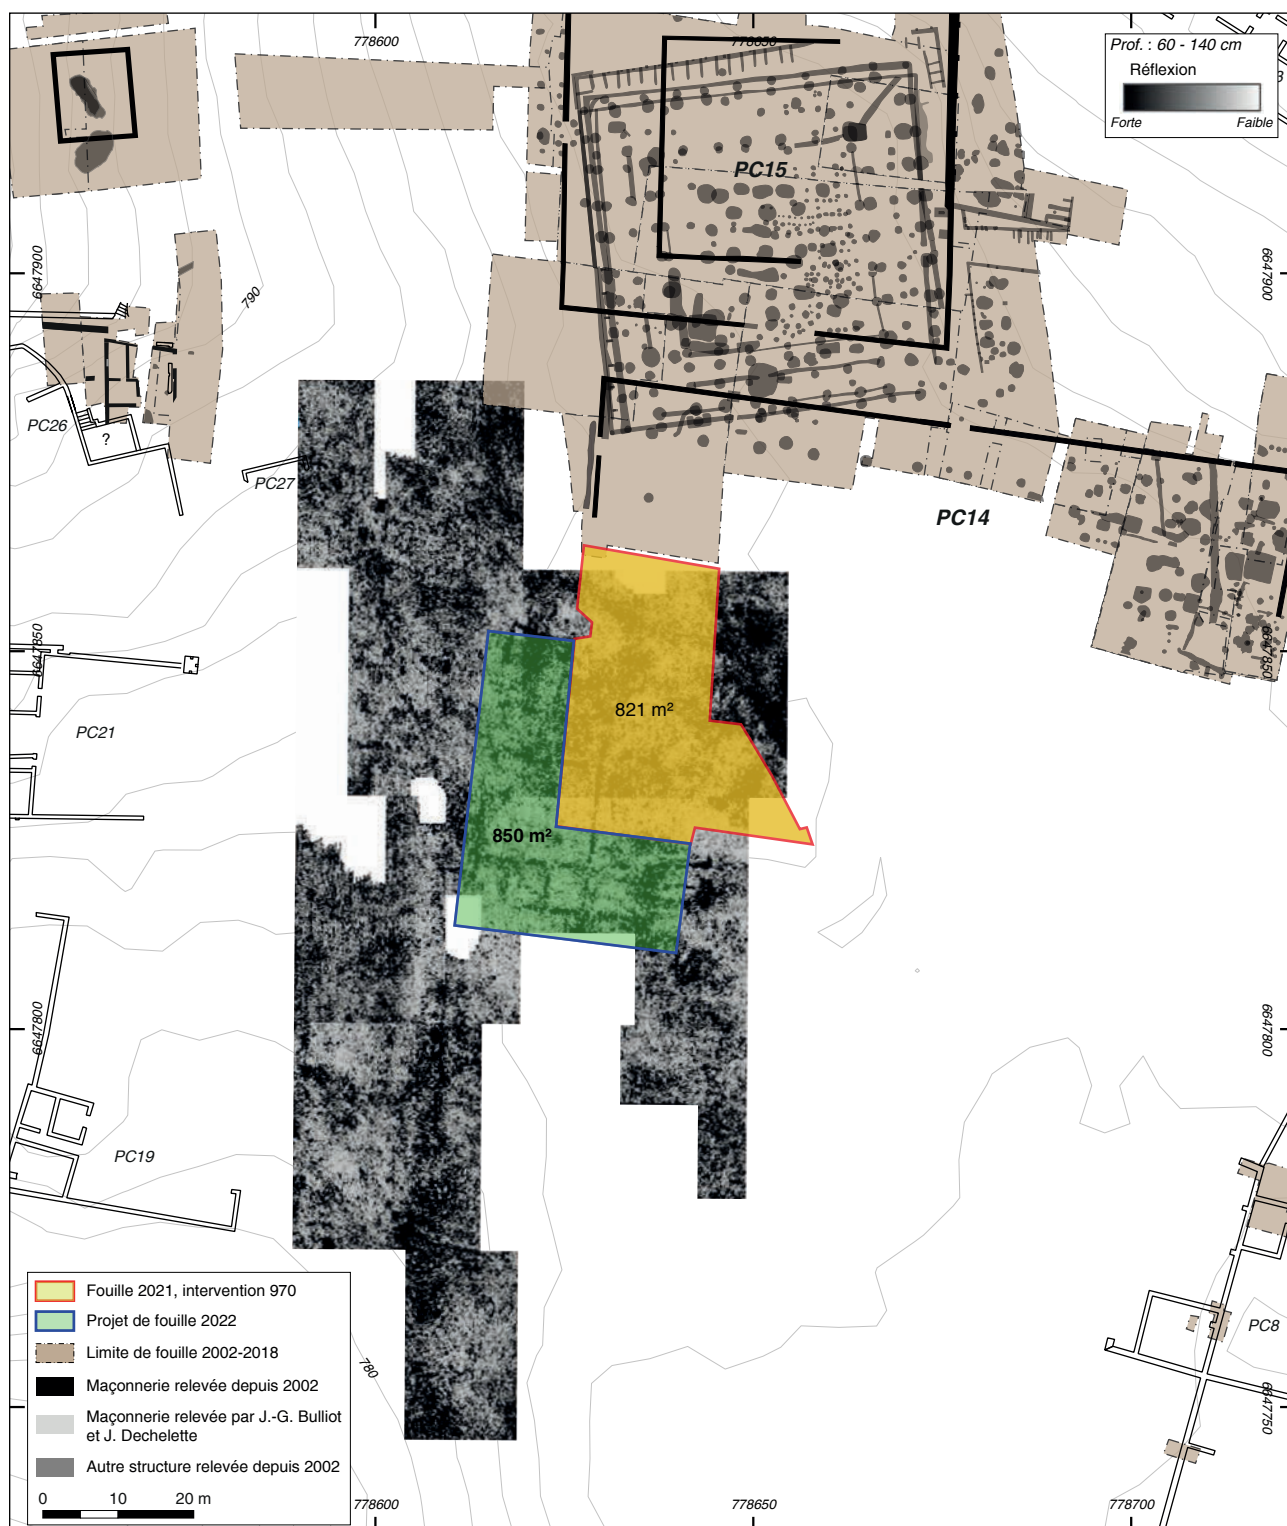 778600
778650
Prof. : 60 - 140 cm
Réflexion
Forte
Faible
PC15
6647900
6647900
790
PC26
?
PC27
PC14
6647850
6647850
821 m²
PC21
850 m²
6647800
6647800
PC19
PC8
Fouille 2021, intervention 970
Projet de fouille 2022
Limite de fouille 2002-2018
Maçonnerie relevée depuis 2002
Maçonnerie relevée par J.-G. Bulliot
et J. Dechelette
Autre structure relevée depuis 2002
0 10 20 m
780
6647750
778600
778650
778700